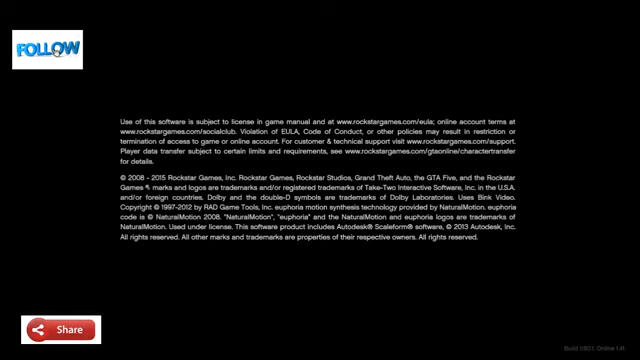 FOLLOW
Use of this software is subject to license in game manual and at www.rockstargames.com/eula; online account terms at
www.rockstargames.com/socialclub. Violation of EULA, Code of Conduct, or other policies may result in restriction or
termination of access to game or online account. For customer & technical support visit www.rockstargames.com/support.
Player data transfer subject to certain limits and requirements, see www.rockstargames.com/gtaonline/charactertransfer
for details.
© 2008 - 2015 Rockstar Games, Inc. Rockstar Games, Rockstar Studios, Grand Theft Auto, the GTA Five, and the Rockstar
Games R* marks and logos are trademarks and/or registered trademarks of Take-Two Interactive Software, Inc. in the U.S.A.
and/or foreign countries. Dolby and the double-D symbols are trademarks of Dolby Laboratories. Uses Bink Video.
Copyright © 1997-2012 by RAD Game Tools, Inc. euphoria motion synthesis technology provided by NaturalMotion. euphoria
code is © NaturalMotion 2008. "NaturalMotion", "euphoria" and the NaturalMotion and euphoria logos are trademarks of
NaturalMotion. Used under license. This software product includes Autodesk® Scaleform® software, © 2013 Autodesk, Inc.
All rights reserved. All other marks and trademarks are properties of their respective owners. All rights reserved.
Share